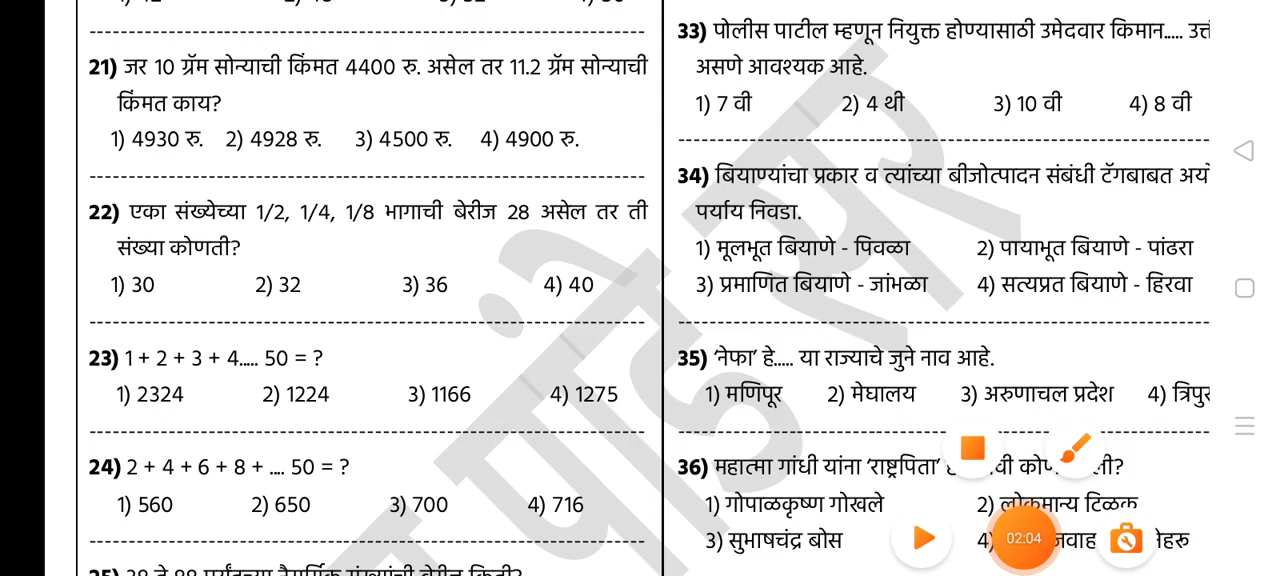 21) जर 10 ग्रॅम सोन्याची किंमत 4400 रु. असेल तर 11.2 ग्रॅम सोन्याची
किंमत काय?
1) 4930 रु. 2) 4928 रु. 3) 4500 रु. 4) 4900 रु.
22) एका संख्येच्या 1/2, 1/4, 1/8 भागाची बेरीज 28 असेल तर ती
संख्या कोणती?
1) 30 2) 32 3) 36 4) 40
23) 1 + 2 + 3 + 4..... 50 = ?
1) 2324 2) 1224 3) 1166 4) 1275
24) 2 + 4 + 6 + 8 + .... 50 = ?
1) 560 2) 650 3) 700 4) 716
33) पोलीस पाटील म्हणून नियुक्त होण्यासाठी उमेदवार किमान.....
असणे आवश्यक आहे.
1) 7 वी 2) 4 थी 3) 10 वी 4) 8 वी
34) बियाण्यांचा प्रकार व त्यांच्या बीजोत्पादन संबंधी टॅगबाबत
पर्याय निवडा.
1) मूलभूत बियाणे - पिवळा 2) पायाभूत बियाणे - पांढरा
3) प्रमाणित बियाणे - जांभळा 4) सत्यप्रत बियाणे - हिरवा
35) 'नेफा' हे..... या राज्याचे जुने नाव आहे.
1) मणिपूर 2) मेघालय 3) अरुणाचल प्रदेश 4)
36) महात्मा गांधी यांना 'राष्ट्रपिता'
1) गोपाळकृष्ण गोखले 2) लोकमान्य टिळक
3) सुभाषचंद्र बोस 4)
02:04